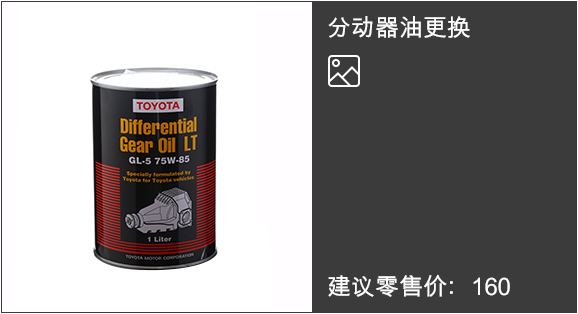 TOYOTA
Differential
Gear Oil LT
GL-5 75W-85
Specially formulated by
Toyota for Toyota vehicles
1 Liter
TOYOTA MOTOR CORPORATION
分动器油更换
建议零售价：160